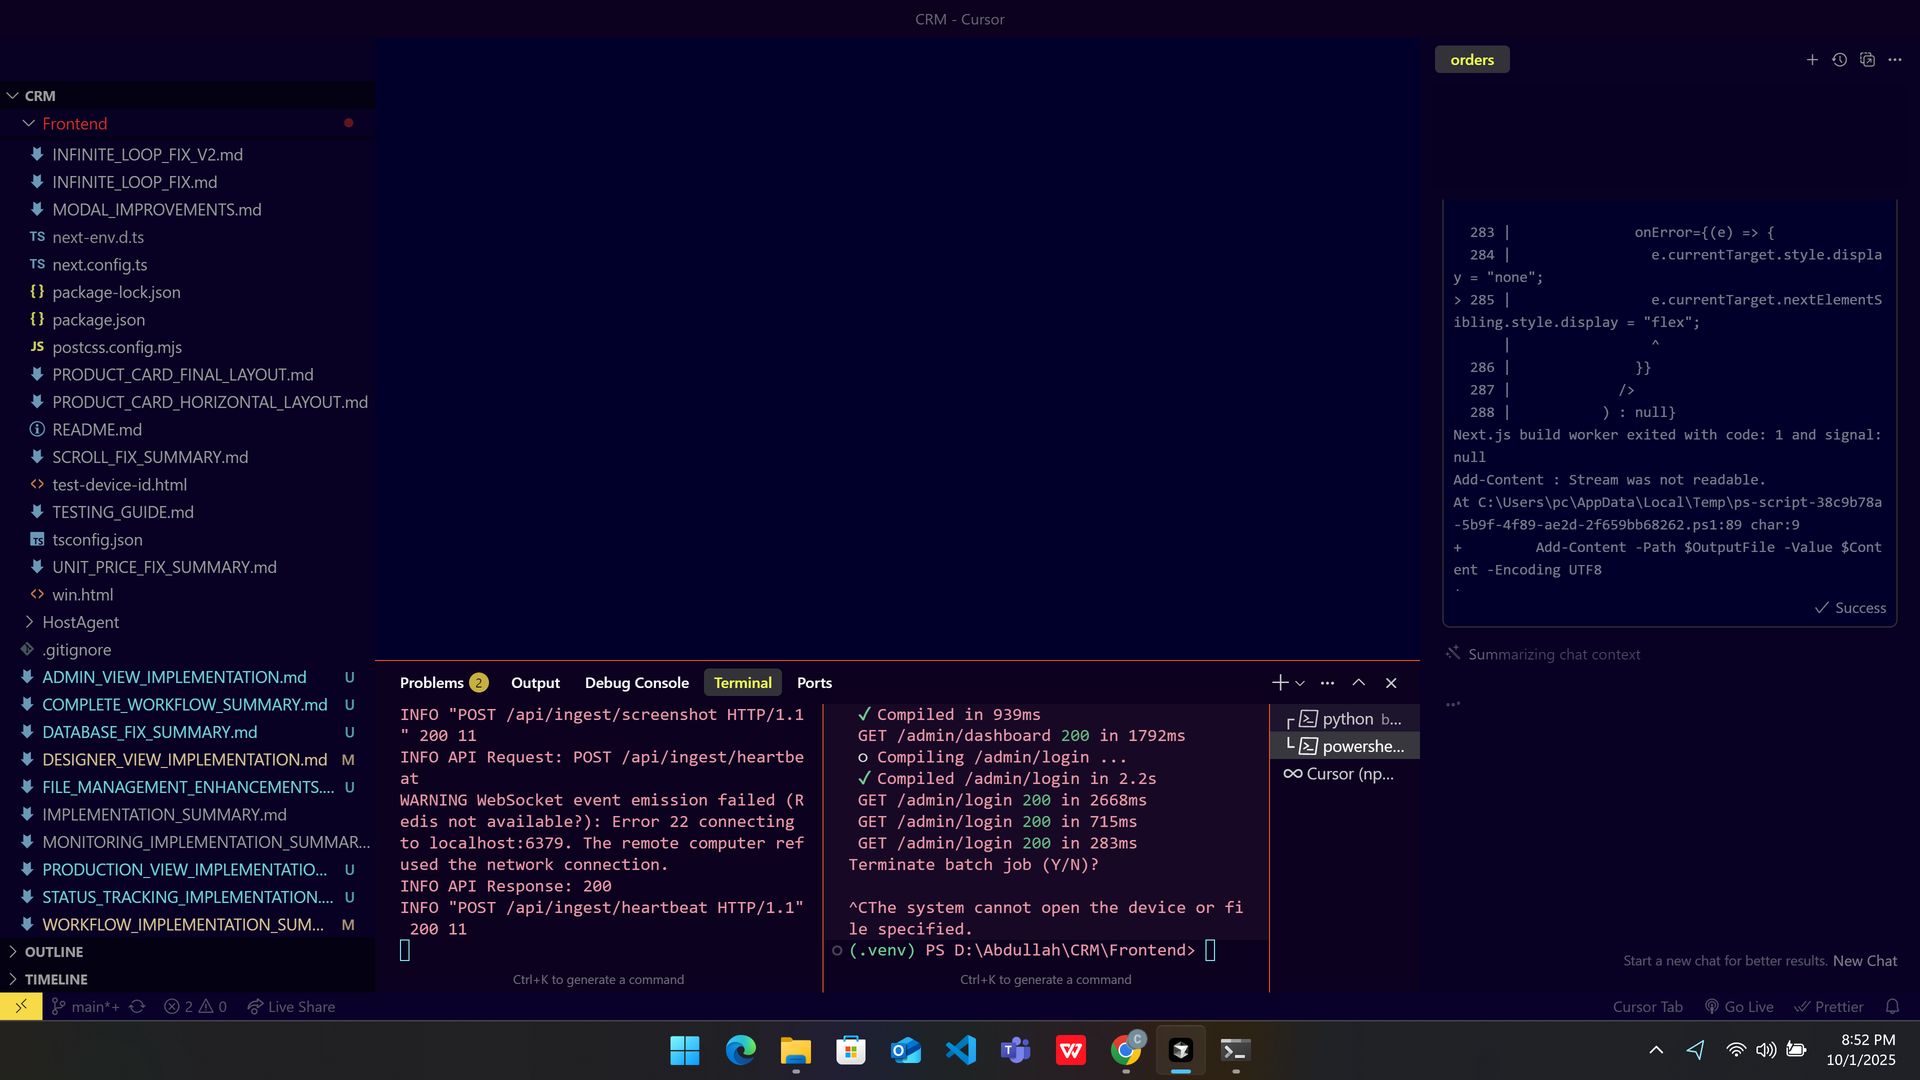 CRM - Cursor
CRM
Frontend
INFINITE_LOOP_FIX_V2.md
INFINITE_LOOP_FIX.md
MODAL_IMPROVEMENTS.md
TS next-env.d.ts
TS next.config.ts
{} package-lock.json
{} package.json
JS postcss.config.mjs
PRODUCT_CARD_FINAL_LAYOUT.md
PRODUCT_CARD_HORIZONTAL_LAYOUT.md
README.md
SCROLL_FIX_SUMMARY.md
<> test-device-id.html
TESTING_GUIDE.md
TS tsconfig.json
UNIT_PRICE_FIX_SUMMARY.md
<> win.html
HostAgent
.gitignore
ADMIN_VIEW_IMPLEMENTATION.md U
COMPLETE_WORKFLOW_SUMMARY.md U
DATABASE_FIX_SUMMARY.md U
DESIGNER_VIEW_IMPLEMENTATION.md M
FILE_MANAGEMENT_ENHANCEMENTS.... U
IMPLEMENTATION_SUMMARY.md
MONITORING_IMPLEMENTATION_SUMMAR...
PRODUCTION_VIEW_IMPLEMENTATIO... U
STATUS_TRACKING_IMPLEMENTATION.... U
WORKFLOW_IMPLEMENTATION_SUM... M
OUTLINE
TIMELINE
Problems 2 Output Debug Console Terminal Ports
INFO "POST /api/ingest/screenshot HTTP/1.1
" 200 11
INFO API Request: POST /api/ingest/heartbe
at
WARNING WebSocket event emission failed (R
edis not available?): Error 22 connecting
to localhost:6379. The remote computer ref
used the network connection.
INFO API Response: 200
INFO "POST /api/ingest/heartbeat HTTP/1.1"
200 11
Ctrl+K to generate a command
✓ Compiled in 939ms
GET /admin/dashboard 200 in 1792ms
○ Compiling /admin/login ...
✓ Compiled /admin/login in 2.2s
GET /admin/login 200 in 2668ms
GET /admin/login 200 in 715ms
GET /admin/login 200 in 283ms
Terminate batch job (Y/N)?
^CThe system cannot open the device or fi
le specified.
(.venv) PS D:\Abdullah\CRM\Frontend>
Ctrl+K to generate a command
python b...
powershe...
Cursor (np...
orders
283 | onError={(e) => {
284 | e.currentTarget.style.displa
y = "none";
> 285 | e.currentTarget.nextElementS
ibling.style.display = "flex";
| ^
286 | }}
287 | />
288 | ) : null}
Next.js build worker exited with code: 1 and signal:
null
Add-Content : Stream was not readable.
At C:\Users\pc\AppData\Local\Temp\ps-script-38c9b78a
-5b9f-4f89-ae2d-2f659bb68262.ps1:89 char:9
+ Add-Content -Path $OutputFile -Value $Cont
ent -Encoding UTF8
Success
Summarizing chat context
Start a new chat for better results. New Chat
main*+ 2 0 Live Share
Cursor Tab Go Live Prettier
8:52 PM
10/1/2025